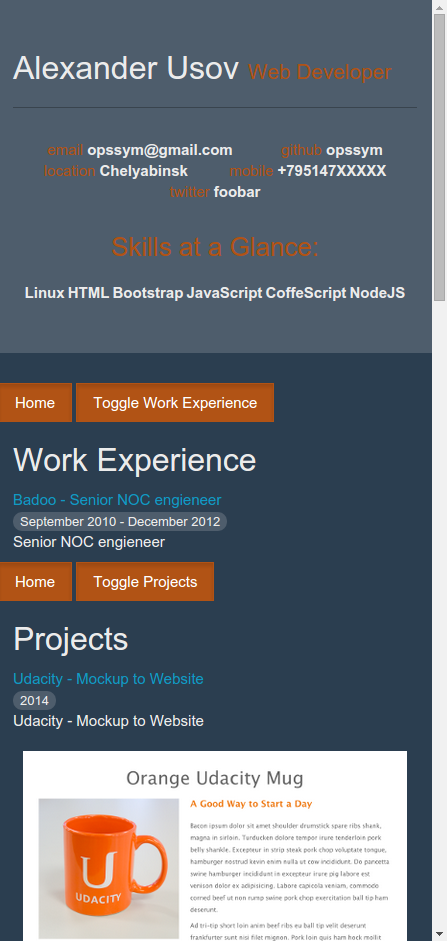 Alexander Usov Web Developer
email opssym@gmail.com github opssym
location Chelyabinsk mobile +795147XXXXX
twitter foobar
Skills at a Glance:
Linux HTML Bootstrap JavaScript CoffeScript NodeJS
Home Toggle Work Experience
Work Experience
Badoo - Senior NOC engieneer
September 2010 - December 2012
Senior NOC engieneer
Home Toggle Projects
Projects
Udacity - Mockup to Website
2014
Udacity - Mockup to Website
Orange Udacity Mug
A Good Way to Start a Day
Bacon ipsum dolor sit amet shoulder drumstick spare ribs shank,
magna in sirloin. Turducken dolore tempor irure tenderloin pork
belly shankle. Excepteur in strip steak pork chop voluptate tongue,
hamburger nostrud kevin enim nulla ut cow incididunt. Do pancetta
swine hamburger incididunt in excepteur irure pig labore est
venison dolor ex adipisicing. Labore capicola veniam, commodo
corned beef ut non rump swine pork chop exercitation ball tip ham
deserunt.
Ad tri-tip short loin anim beef ribs eu ball tip velit deserunt
frankfurter sunt nisi filet mignon. Port loin quis ham hock mollit
U
UDACITY